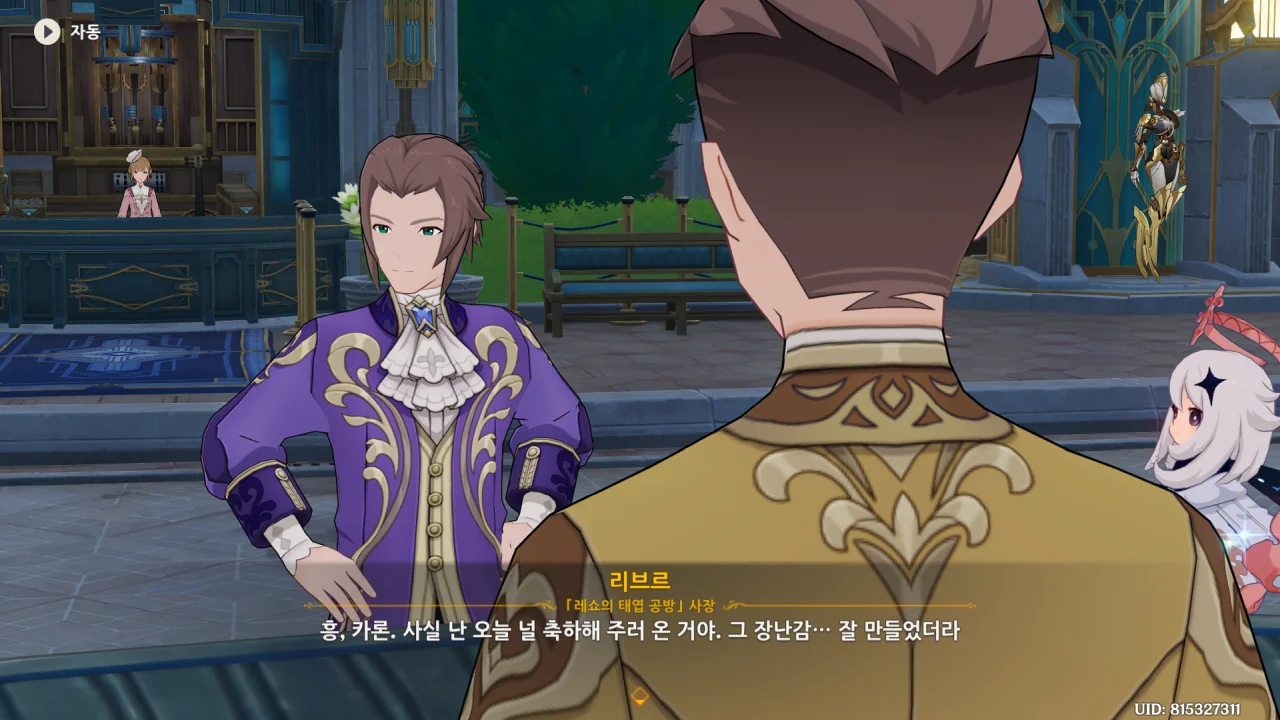 자동
리브르
「레쇼의 태엽 공방」 사장
흥, 카론. 사실 난 오늘 널 축하해 주러 온 거야. 그 장난감… 잘 만들었더라
UID: 815327311